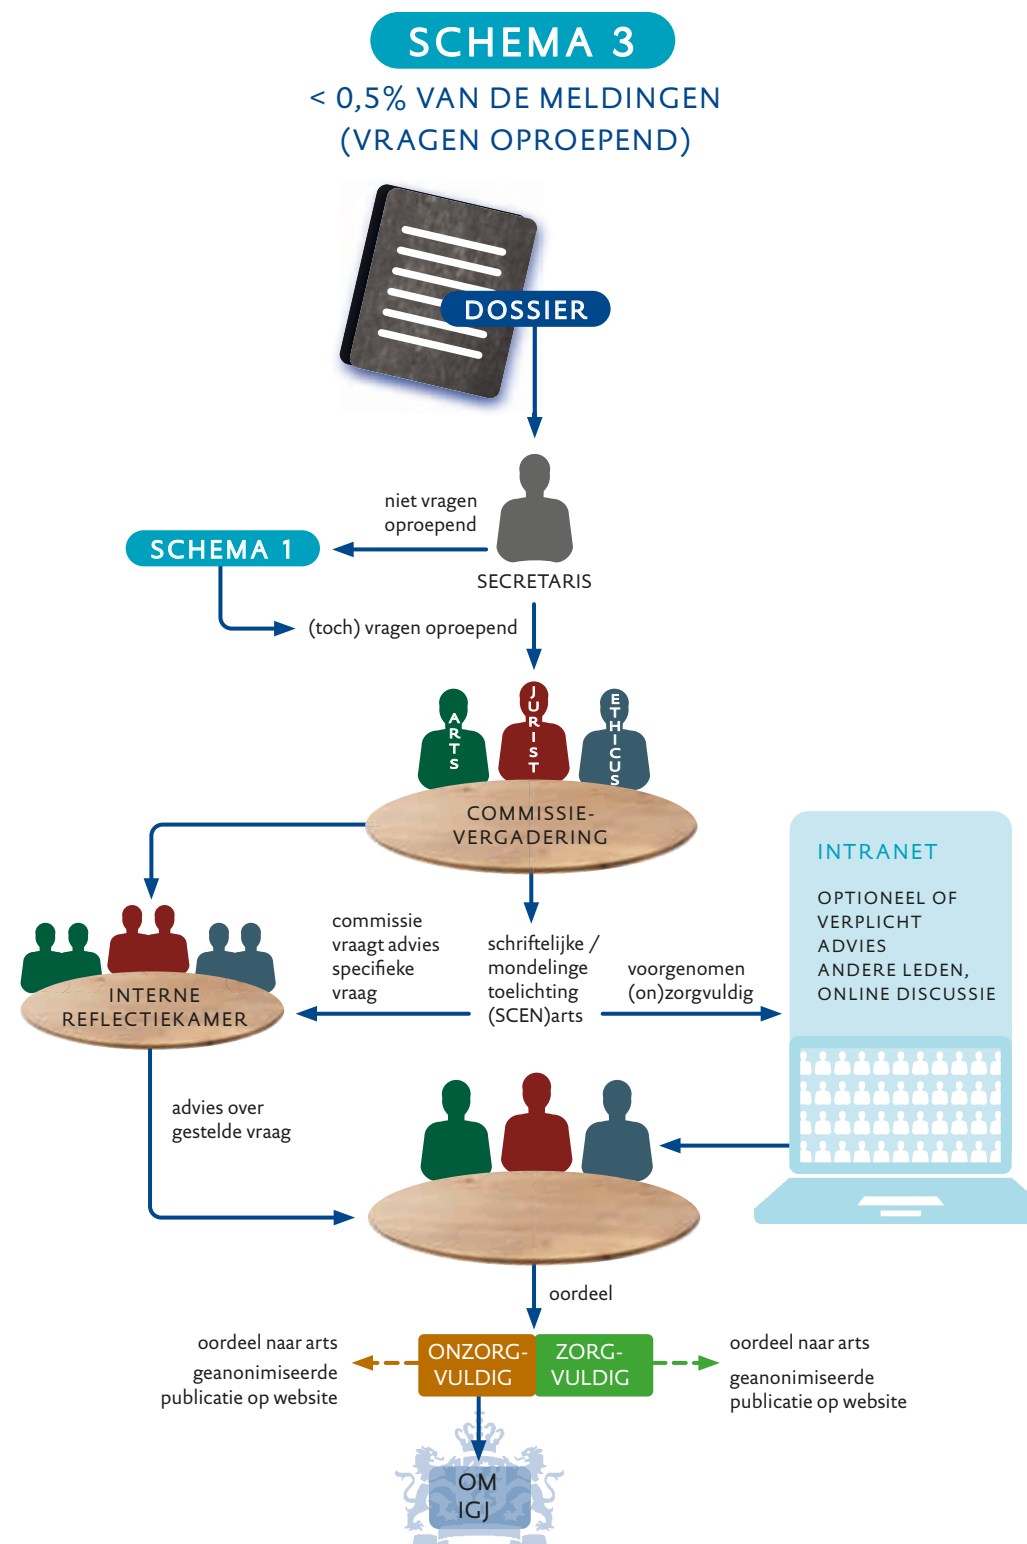 SCHEMA 3
< 0,5% VAN DE MELDINGEN
(VRAGEN OPROEPEND)
DOSSIER
niet vragen
oproepend
SCHEMA 1
SECRETARIS
(toch) vragen oproepend
ARTS
JURIST
ETHICUS
COMMISSIE-
VERGADERING
INTRANET
OPTIONEEL OF
VERPLICHT
ADVIES
ANDERE LEDEN,
ONLINE DISCUSSIE
commissie
vraagt advies
specifieke
vraag
schriftelijke /
mondelinge
toelichting
(SCEN)arts
voorgenomen
(on)zorgvuldig
INTERNE
REFLECTIEKAMER
advies over
gestelde vraag
oordeel
oordeel naar arts
geanonimiseerde
publicatie op website
ONZORG-
VULDIG
ZORG-
VULDIG
oordeel naar arts
geanonimiseerde
publicatie op website
OM
IGJ